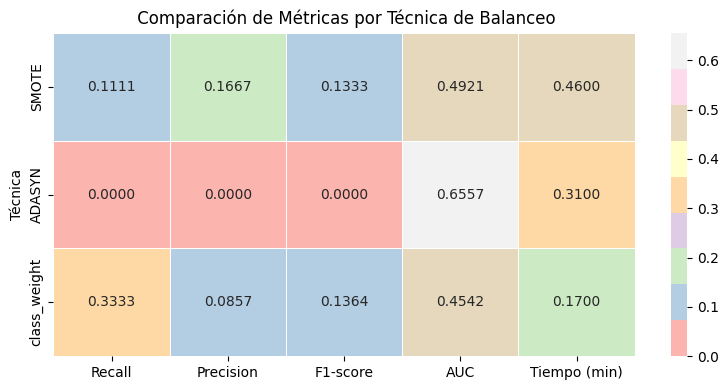 Comparación de Métricas por Técnica de Balanceo
Técnica
SMOTE
0.1111 0.1667 0.1333 0.4921 0.4600
ADASYN
0.0000 0.0000 0.0000 0.6557 0.3100
class_weight
0.3333 0.0857 0.1364 0.4542 0.1700
Recall Precision F1-score AUC Tiempo (min)
0.6
0.5
0.4
0.3
0.2
0.1
0.0